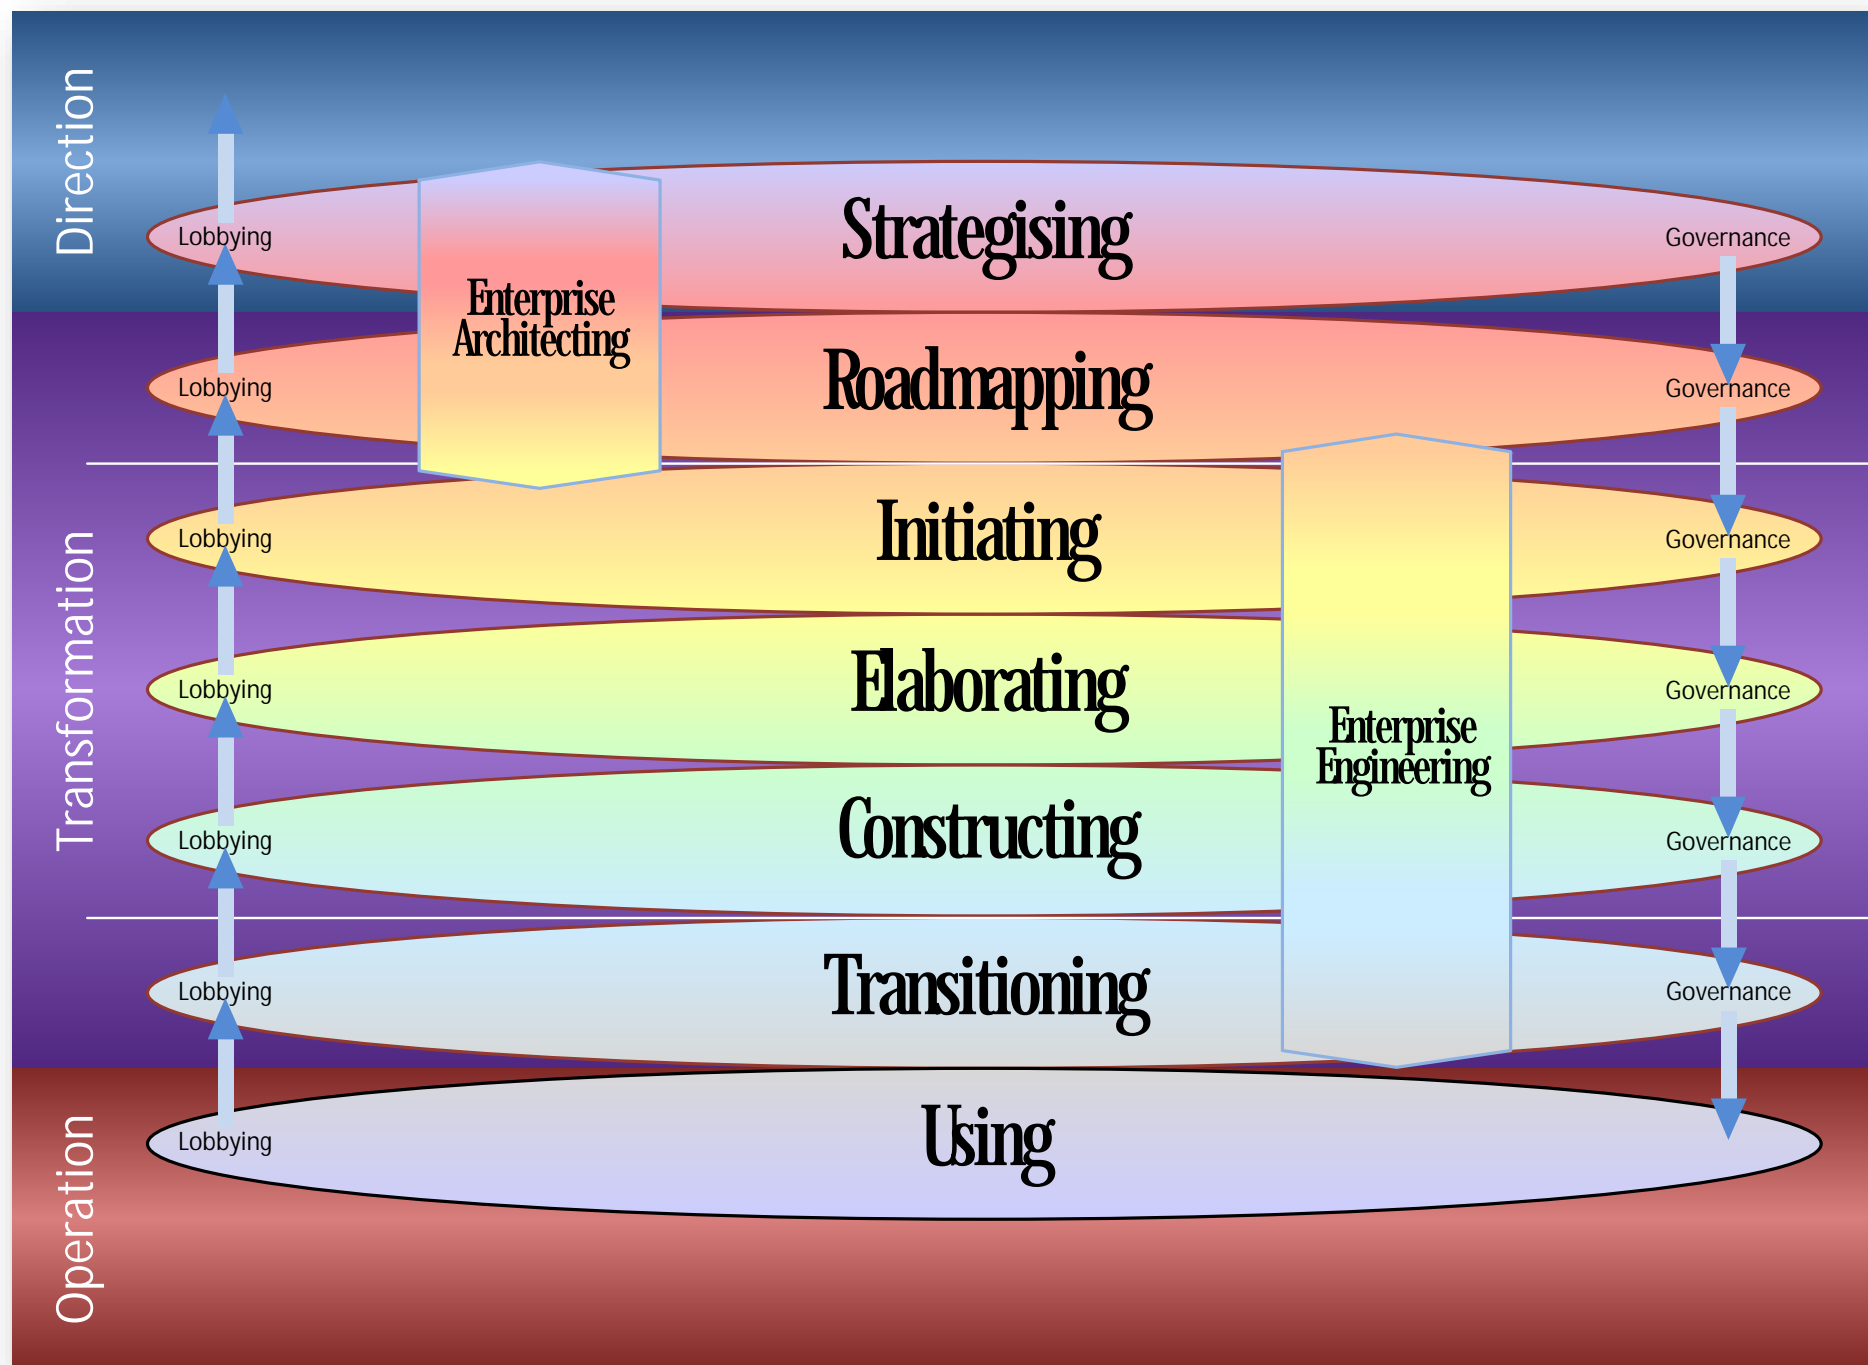 Direction
Lobbying
Strategising
Governance
Enterprise
Architecting
Lobbying
Roadmapping
Governance
Transformation
Lobbying
Initiating
Governance
Lobbying
Elaborating
Governance
Enterprise
Engineering
Lobbying
Constructing
Governance
Lobbying
Transitioning
Governance
Operation
Lobbying
Using